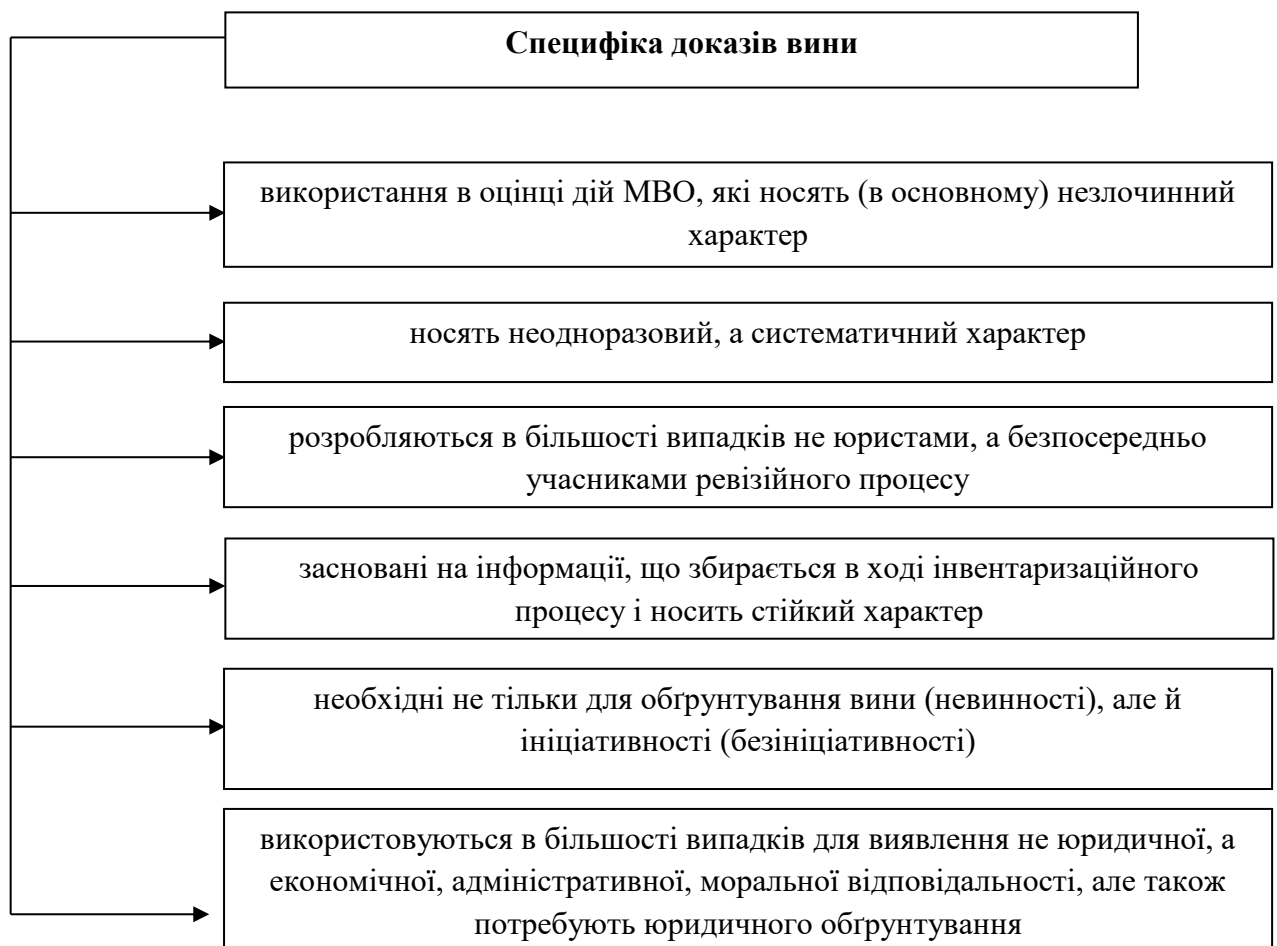 Специфіка доказів вини
використання в оцінці дій МВО, які носять (в основному) незлочинний
характер
носять неодноразовий, а систематичний характер
розробляються в більшості випадків не юристами, а безпосередньо
учасниками ревізійного процесу
засновані на інформації, що збирається в ході інвентаризаційного
процесу і носить стійкий характер
необхідні не тільки для обґрунтування вини (невинності), але й
ініціативності (безініціативності)
використовуються в більшості випадків для виявлення не юридичної, а
економічної, адміністративної, моральної відповідальності, але також
потребують юридичного обґрунтування